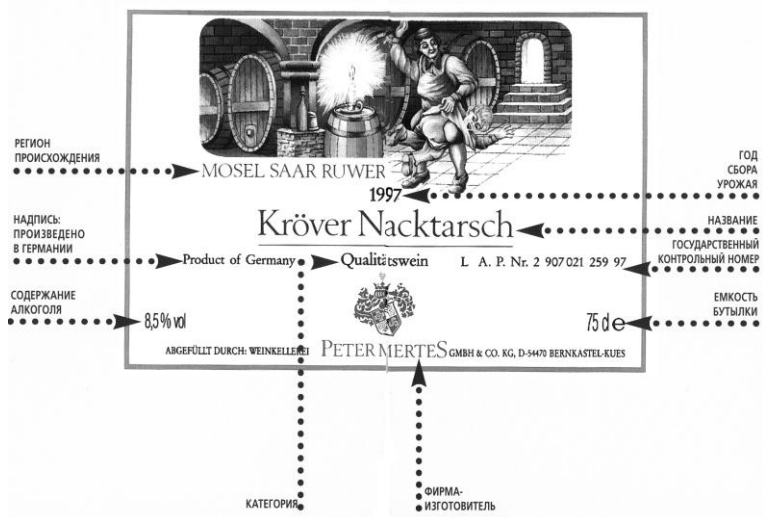 РЕГИОН
ПРОИСХОЖДЕНИЯ
MOSEL SAAR RUWER
ГОД
СБОРА
УРОЖАЯ
1997
НАДПИСЬ:
ПРОИЗВЕДЕНО
В ГЕРМАНИИ
Kröver Nacktarsch
НАЗВАНИЕ
ГОСУДАРСТВЕННЫЙ
КОНТРОЛЬНЫЙ НОМЕР
Product of Germany
Qualitätswein
L A. P. Nr. 2 907 021 259 97
СОДЕРЖАНИЕ
АЛКОГОЛЯ
8,5% vol
75 d e
ЕМКОСТЬ
БУТЫЛКИ
ABGEFÜLLT DURCH: WEINKELLEREI PETER MERTES GMBH & CO. KG, D-54470 BERNKASTEL-KUES
КАТЕГОРИЯ
ФИРМА-
ИЗГОТОВИТЕЛЬ